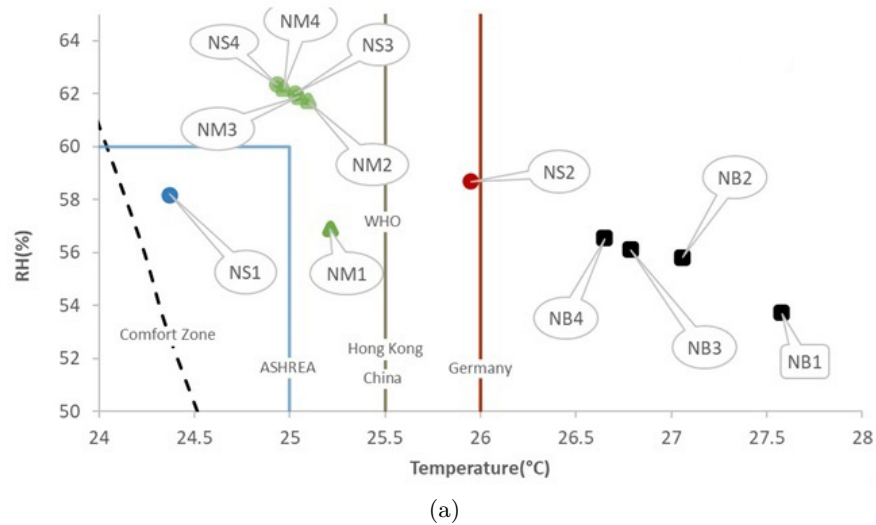 NM4
NS4
NS3
64
62
NM3
NM2
60
NS2
NB2
58
WHO
RH(%)
56
NS1
NM1
NB4
54
NB3
Comfort Zone
Hong Kong
NB1
52
ASHREA
China
Germany
50
24
24.5
25
25.5
26
26.5
27
27.5
28
Temperature(°C)
(a)